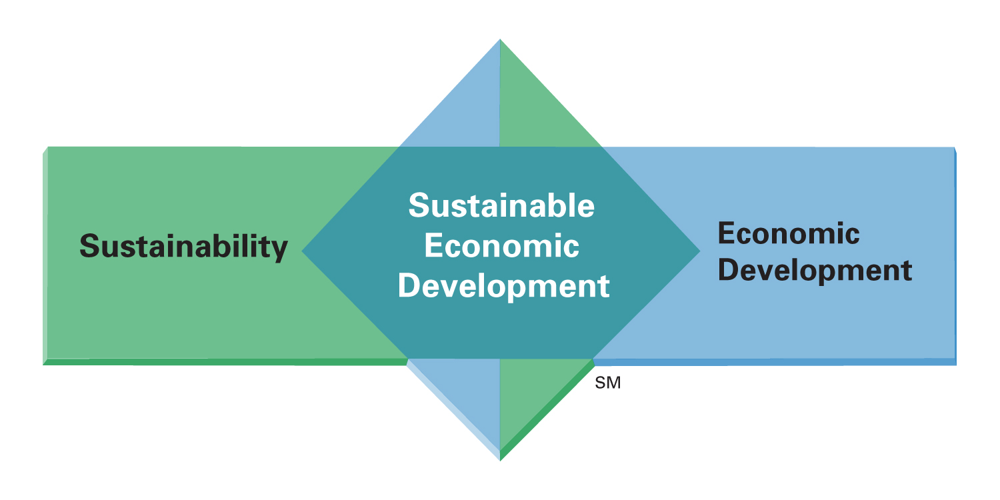 Sustainability
Sustainable
Economic
Development
Economic
Development
SM